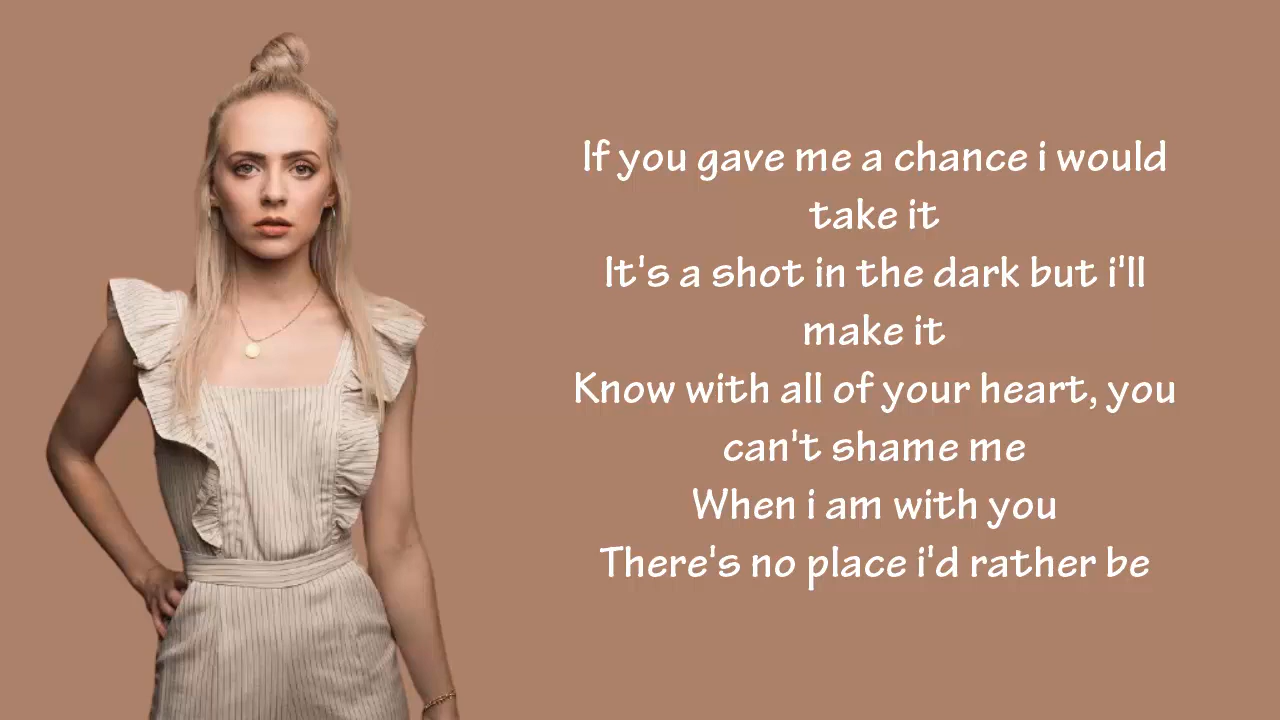 If you gave me a chance i would
take it
It's a shot in the dark but i'll
make it
Know with all of your heart, you
can't shame me
When i am with you
There's no place i'd rather be